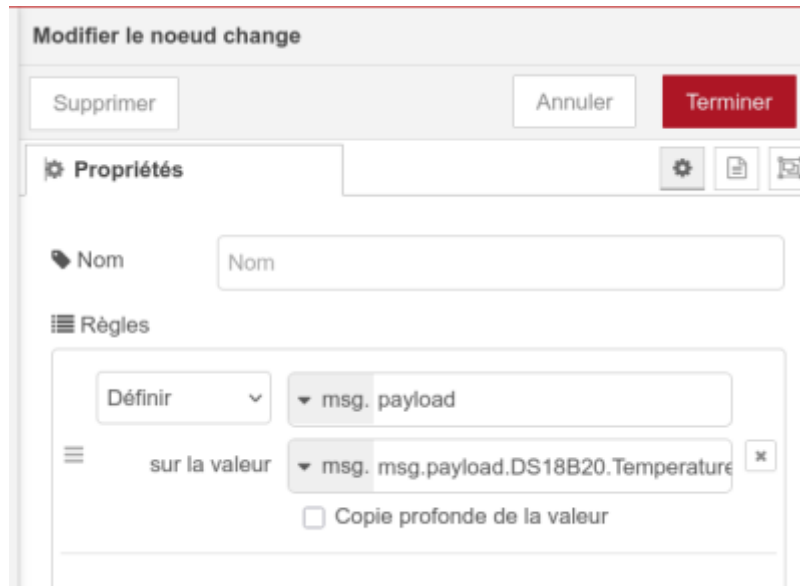 Modifier le noeud change
Supprimer Annuler Terminer
Propriétés
Nom Nom
Règles
Définir msg. payload
sur la valeur msg. msg.payload.DS18B20.Temperature
Copie profonde de la valeur